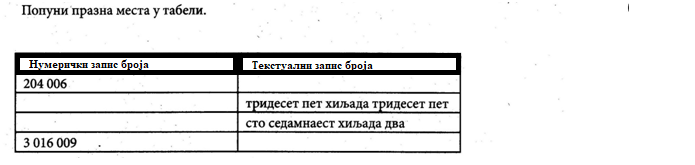 Попуни празна места у табели.
Нумерички запис броја Текстуални запис броја
204 006
тридесет пет хиљада тридесет пет
сто седамнаест хиљада два
3 016 009